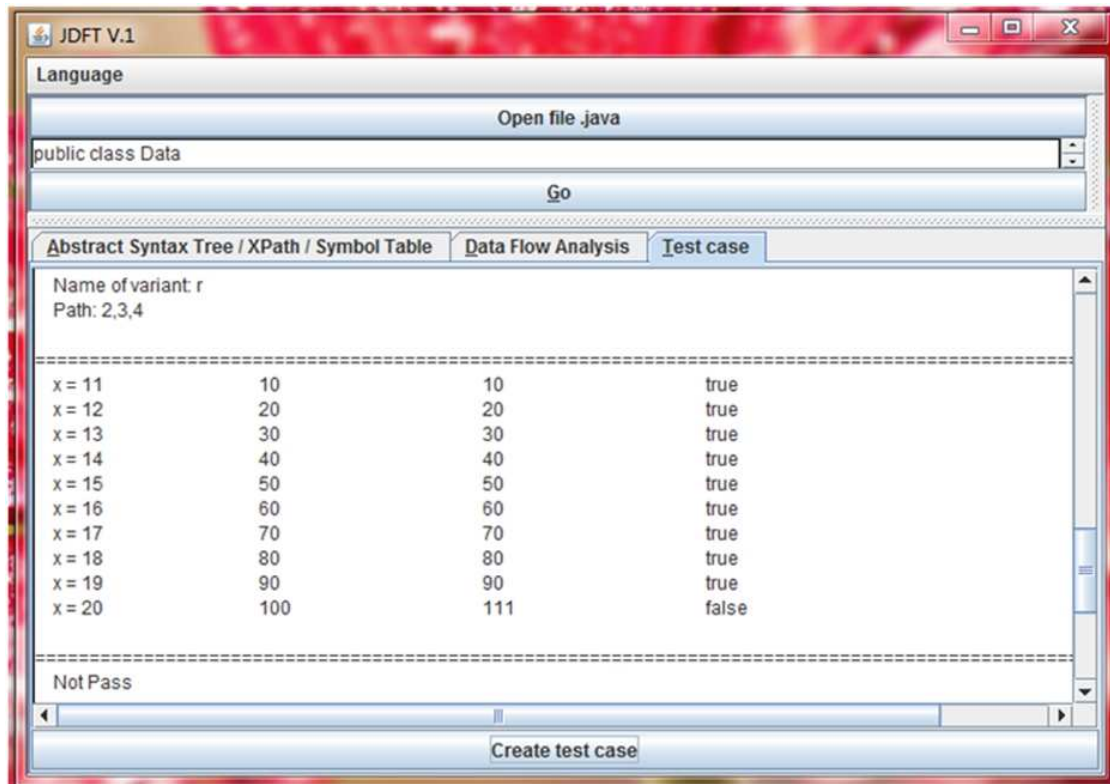 JDFT V.1
Language
Open file .java
public class Data
Go
Abstract Syntax Tree / XPath / Symbol Table Data Flow Analysis Test case
Name of variant: r
Path: 2,3,4
==========================================================================================
x = 11 10 10 true
x = 12 20 20 true
x = 13 30 30 true
x = 14 40 40 true
x = 15 50 50 true
x = 16 60 60 true
x = 17 70 70 true
x = 18 80 80 true
x = 19 90 90 true
x = 20 100 111 false
==========================================================================================
Not Pass
Create test case